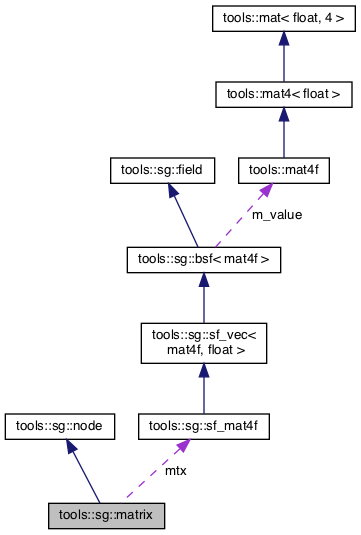 tools::mat< float, 4 >
tools::mat4< float >
tools::sg::field
tools::mat4f
m_value
tools::sg::bsf< mat4f >
tools::sg::sf_vec<
mat4f, float >
tools::sg::node
tools::sg::sf_mat4f
mtx
tools::sg::matrix